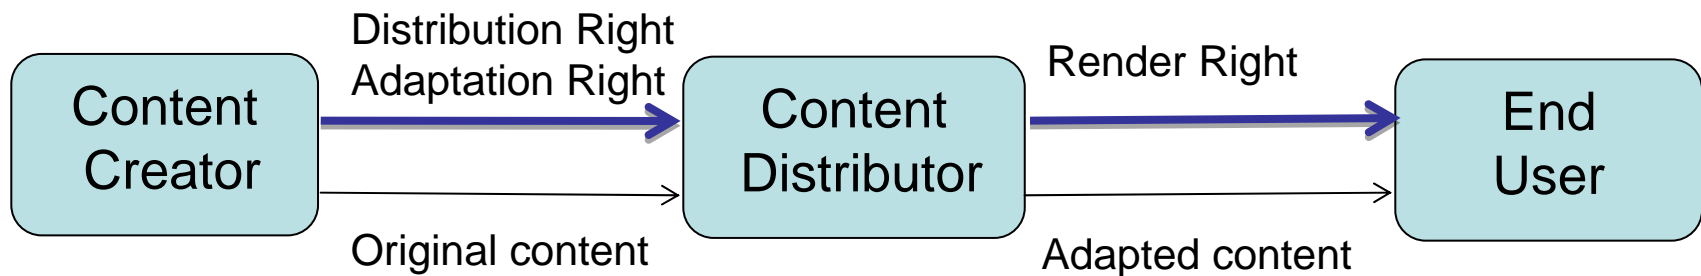 Content
Creator
Distribution Right
Adaptation Right
Original content
Content
Distributor
Render Right
Adapted content
End
User